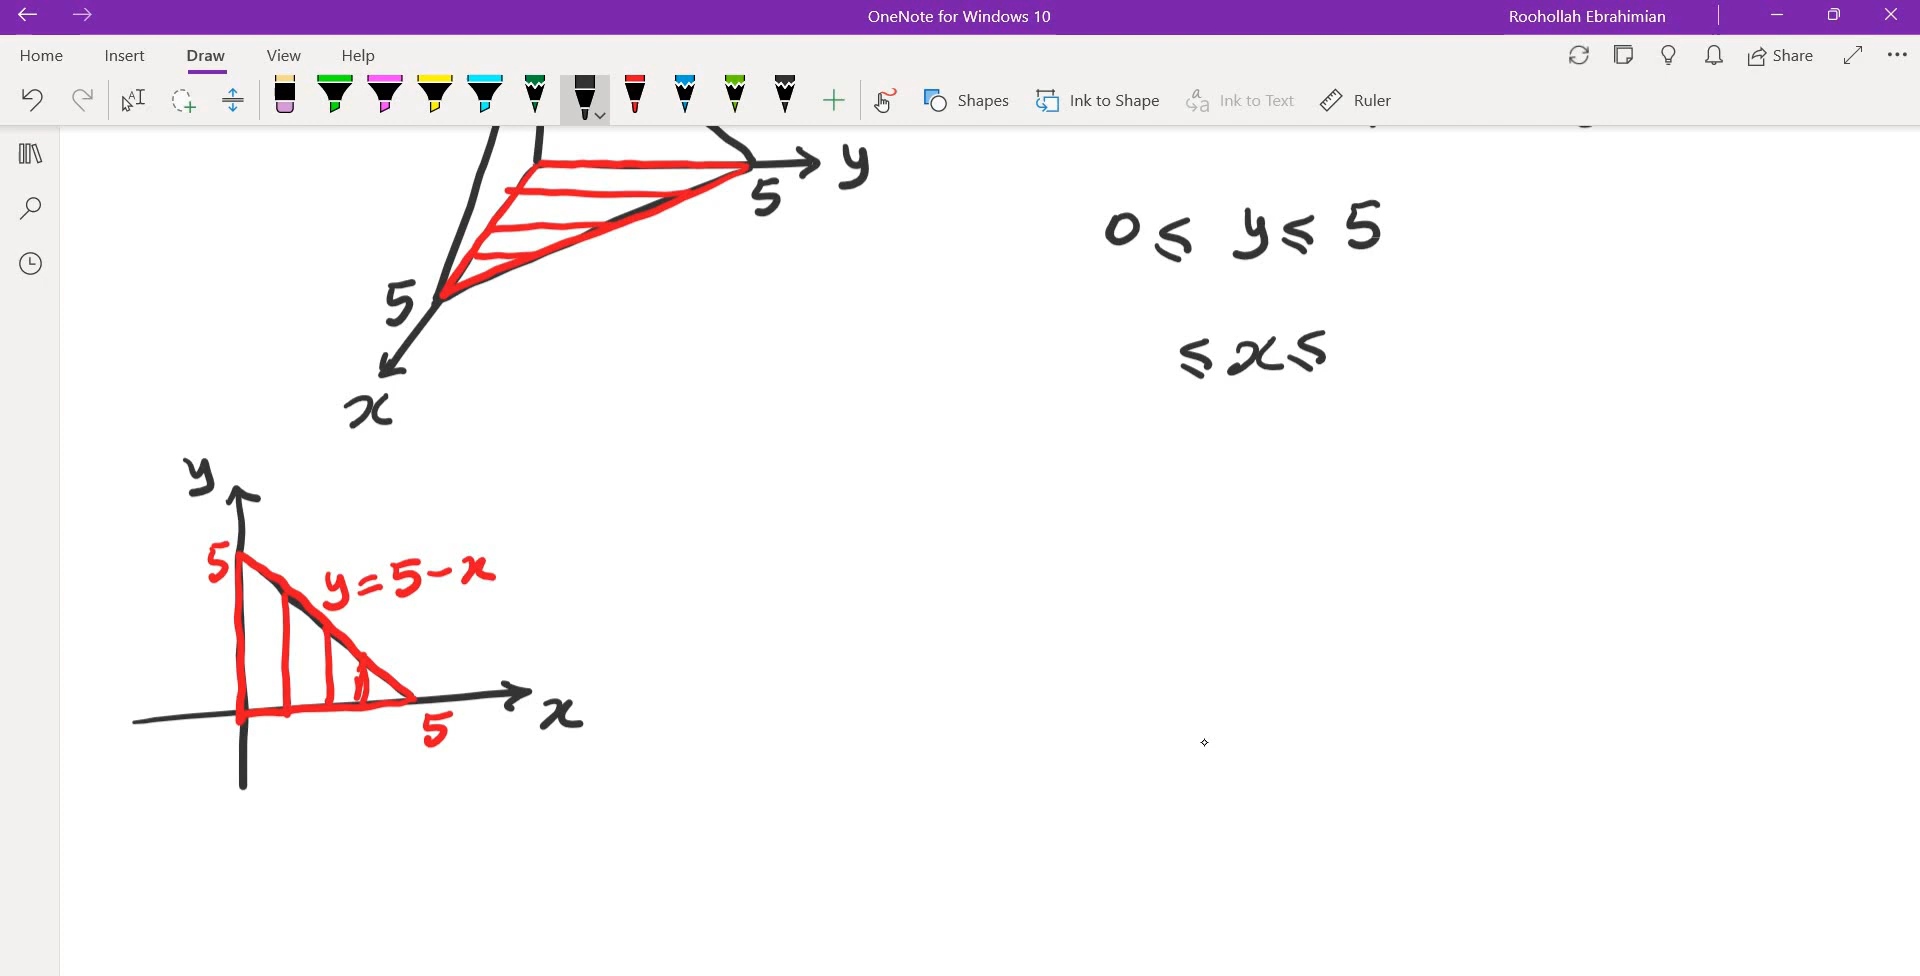 OneNote for Windows 10
Roohollah Ebrahimian
Home Insert Draw View Help
Share
Shapes Ink to Shape Ink to Text Ruler
y
5
0 ≤ y ≤ 5
5
≤ x ≤
x
y
5
y = 5 - x
x
5